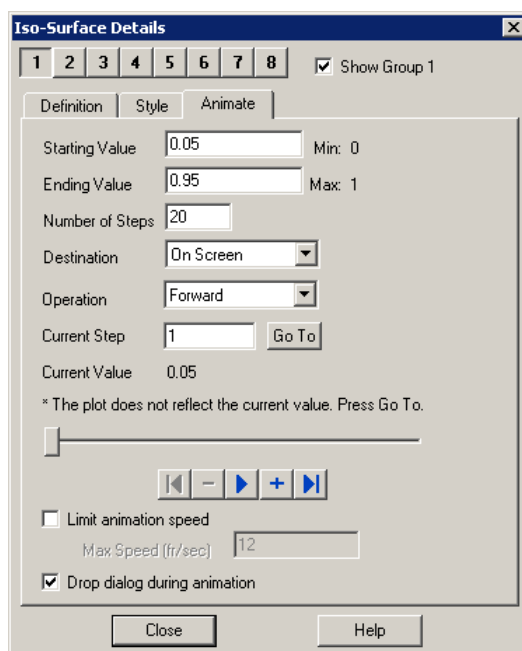 Iso-Surface Details
1 2 3 4 5 6 7 8 Show Group 1
Definition Style Animate
Starting Value 0.05 Min: 0
Ending Value 0.95 Max: 1
Number of Steps 20
Destination On Screen
Operation Forward
Current Step 1 Go To
Current Value 0.05
* The plot does not reflect the current value. Press Go To.
Limit animation speed
Max Speed (fr/sec) 12
Drop dialog during animation
Close Help